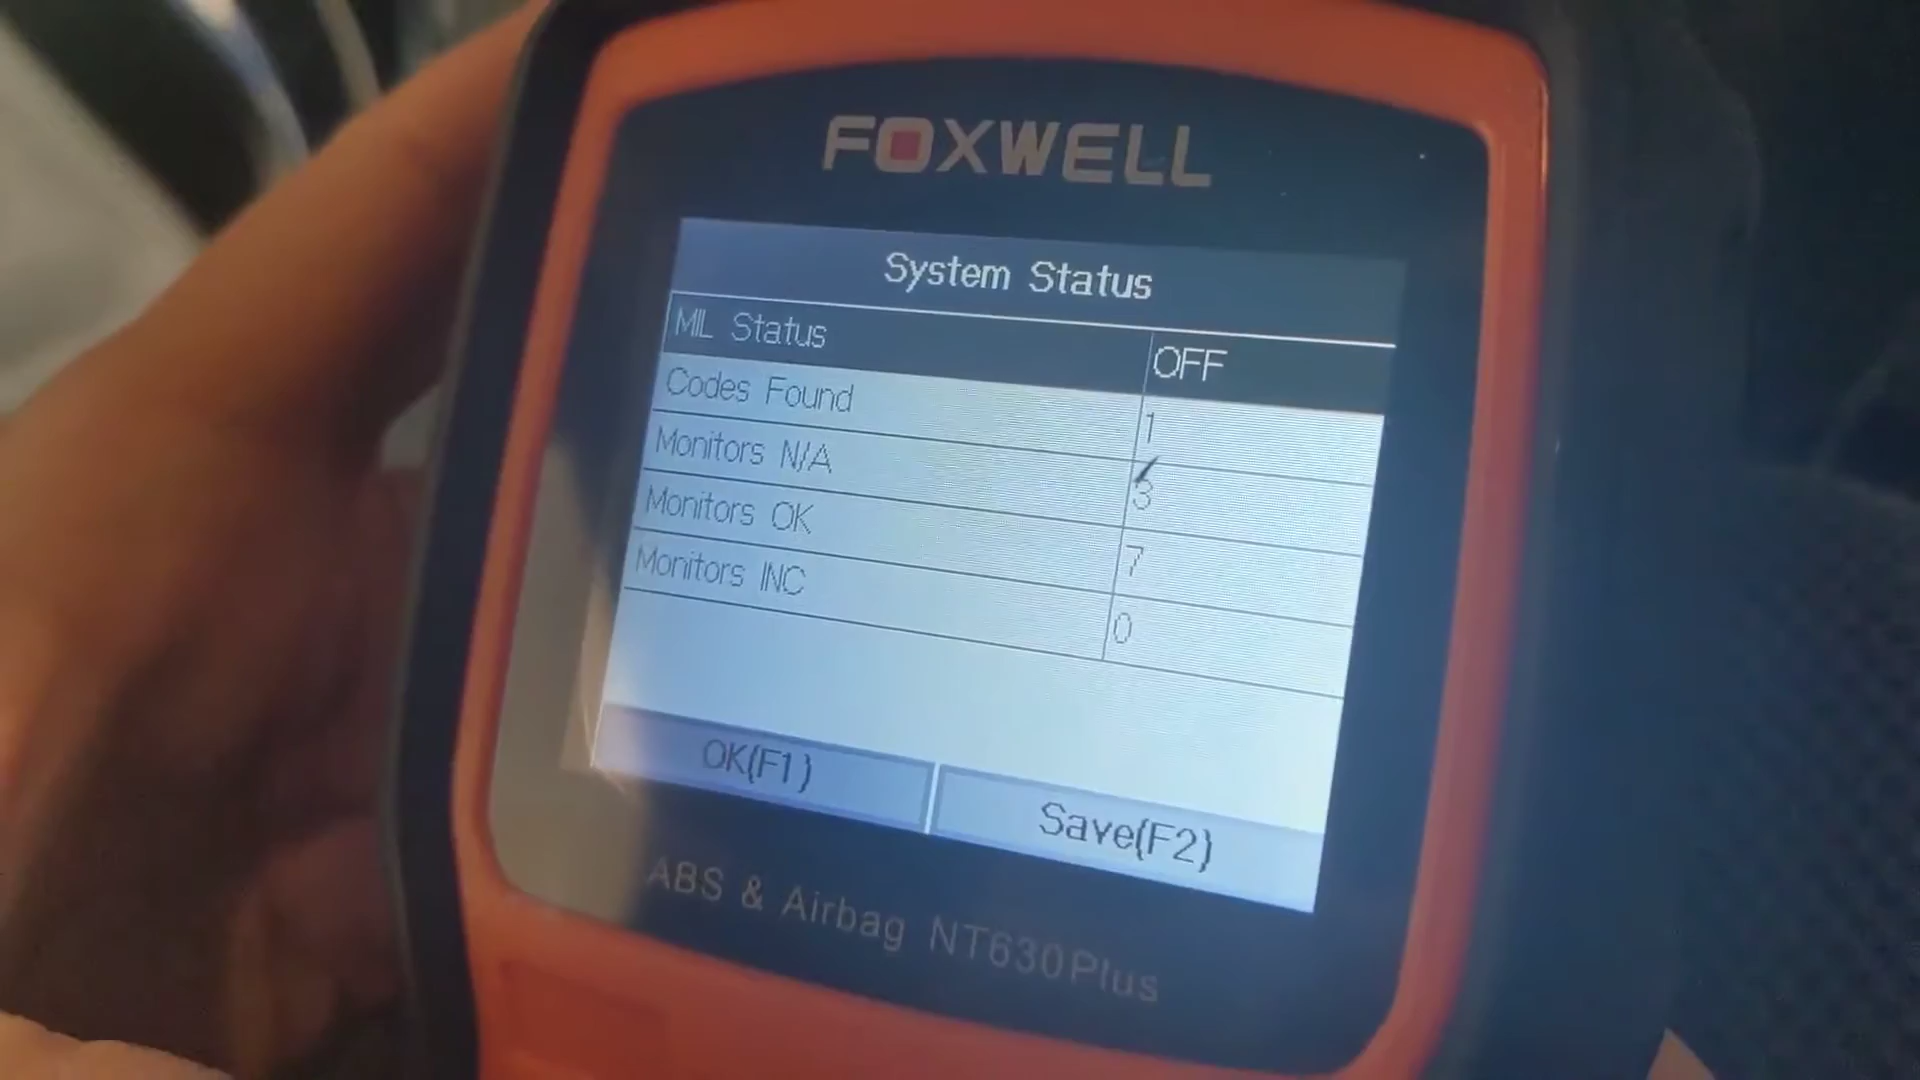 FOXWELL
System Status
MIL Status OFF
Codes Found 1
Monitors N/A 3
Monitors OK 7
Monitors INC 0
OK(F1) Save(F2)
ABS & Airbag NT630Plus